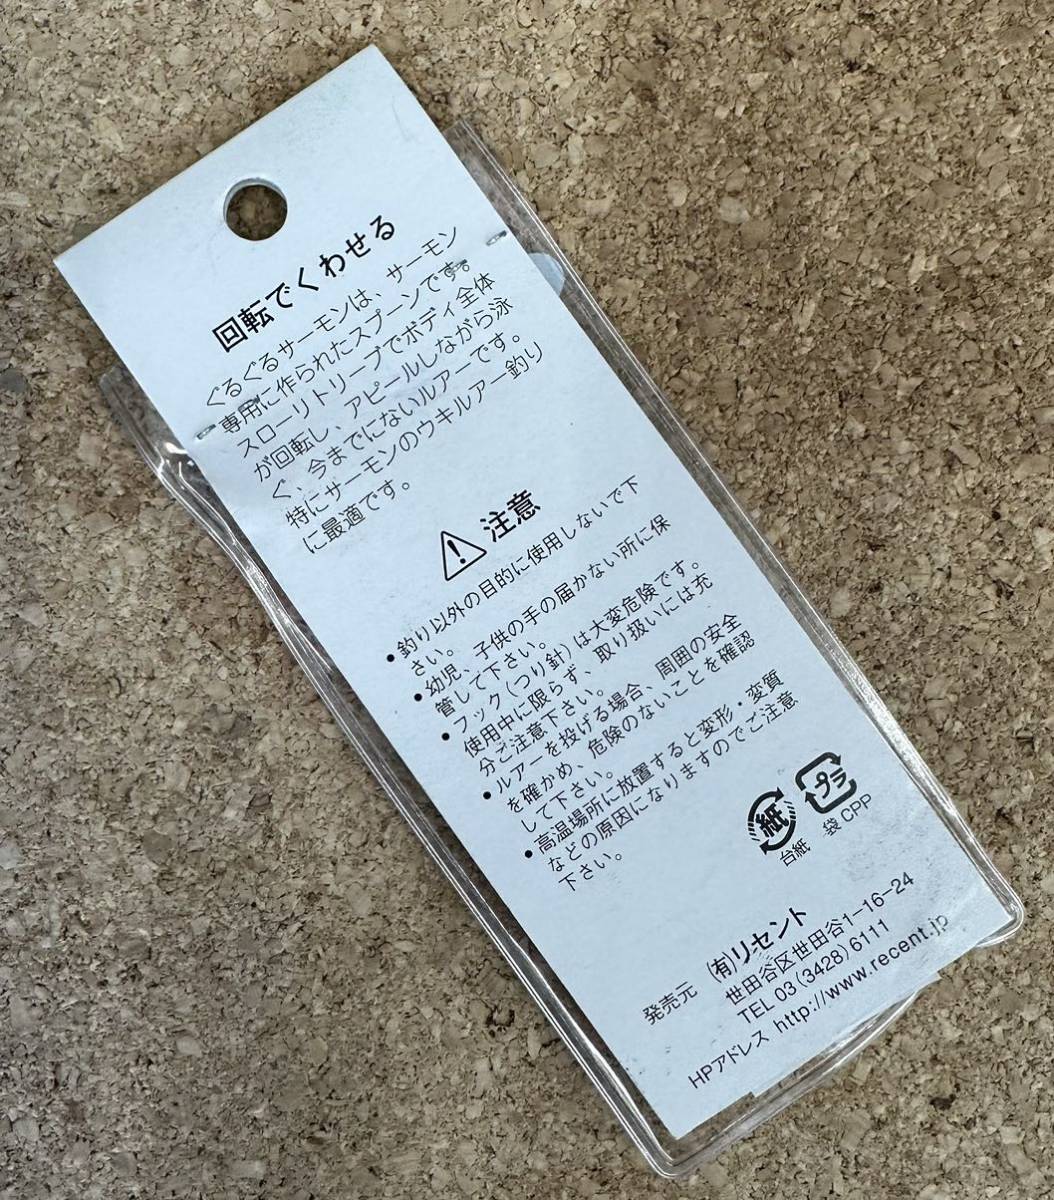 回転でくわせる
ぐるぐるサーモンは、サーモン
専用に作られたスプーンです。
スローリトリーブでボディ全体
が回転し、アピールしながら泳
ぐ、今までにないルアーです。
特にサーモンのウキルアー釣り
に最適です。
注意
•釣り以外の目的に使用しないで下
さい。
•幼児、子供の手の届かない所に保
管して下さい。
•フック(つり針)は大変危険です。
使用中に限らず、取り扱いには充
分ご注意下さい。
•ルアーを投げる場合、周囲の安全
を確かめ、危険のないことを確認
して下さい。
•高温場所に放置すると変形・変質
などの原因になりますのでご注意
下さい。
紙 プラ
台紙 袋 CPP
発売元 (有)リセント
世田谷区世田谷1-16-24
TEL 03(3428)6111
HPアドレス http://www.recent.jp